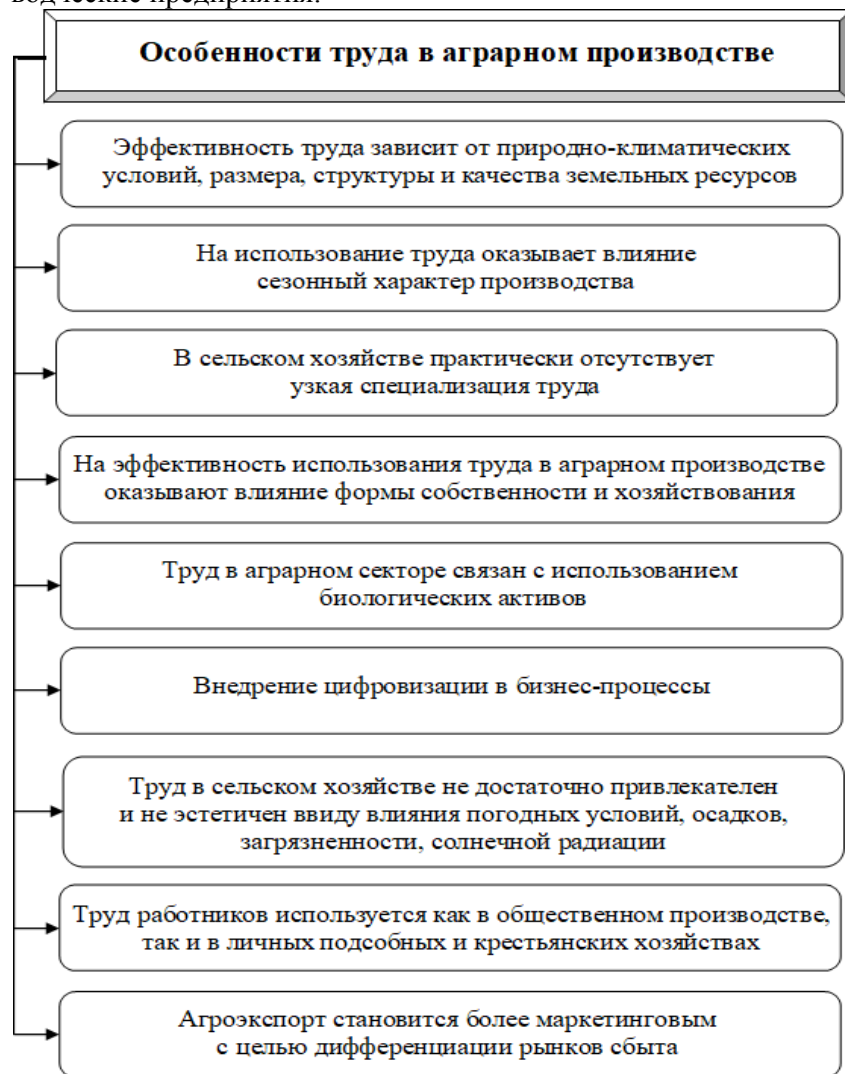 водческие предприятия.
Особенности труда в аграрном производстве
Эффективность труда зависит от природно-климатических
условий, размера, структуры и качества земельных ресурсов
На использование труда оказывает влияние
сезонный характер производства
В сельском хозяйстве практически отсутствует
узкая специализация труда
На эффективность использования труда в аграрном производстве
оказывают влияние формы собственности и хозяйствования
Труд в аграрном секторе связан с использованием
биологических активов
Внедрение цифровизации в бизнес-процессы
Труд в сельском хозяйстве не достаточно привлекателен
и не эстетичен ввиду влияния погодных условий, осадков,
загрязненности, солнечной радиации
Труд работников используется как в общественном производстве,
так и в личных подсобных и крестьянских хозяйствах
Агроэкспорт становится более маркетинговым
с целью дифференциации рынков сбыта